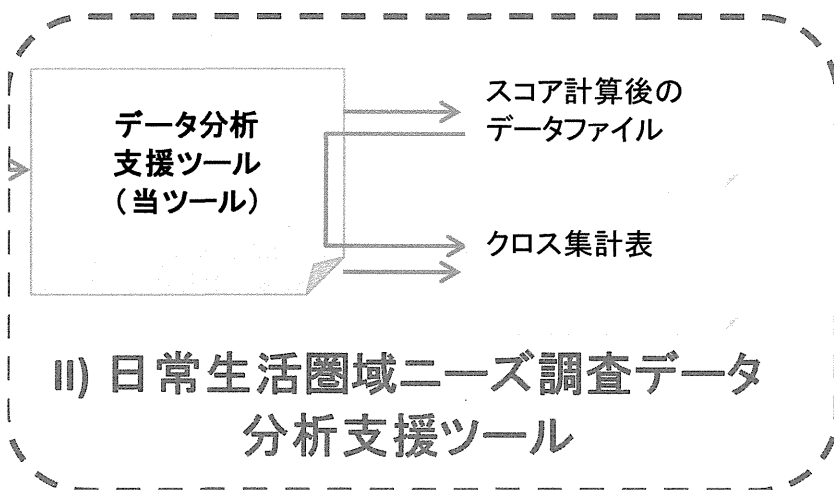 データ分析
支援ツール
(当ツール)
スコア計算後の
データファイル
クロス集計表
II) 日常生活圏域ニーズ調査データ
分析支援ツール